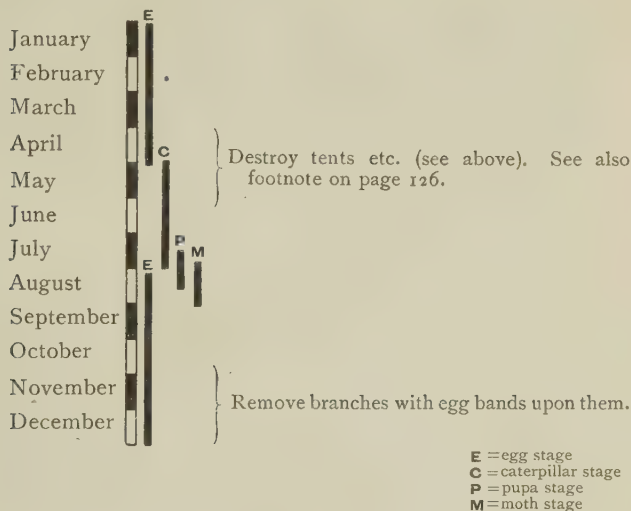 E
January
February
March
April
C
Destroy tents etc. (see above). See also
footnote on page 126.
May
June
July
P
M
E
August
September
October
November
Remove branches with egg bands upon them.
December
E =egg stage
C =caterpillar stage
P =pupa stage
M=moth stage